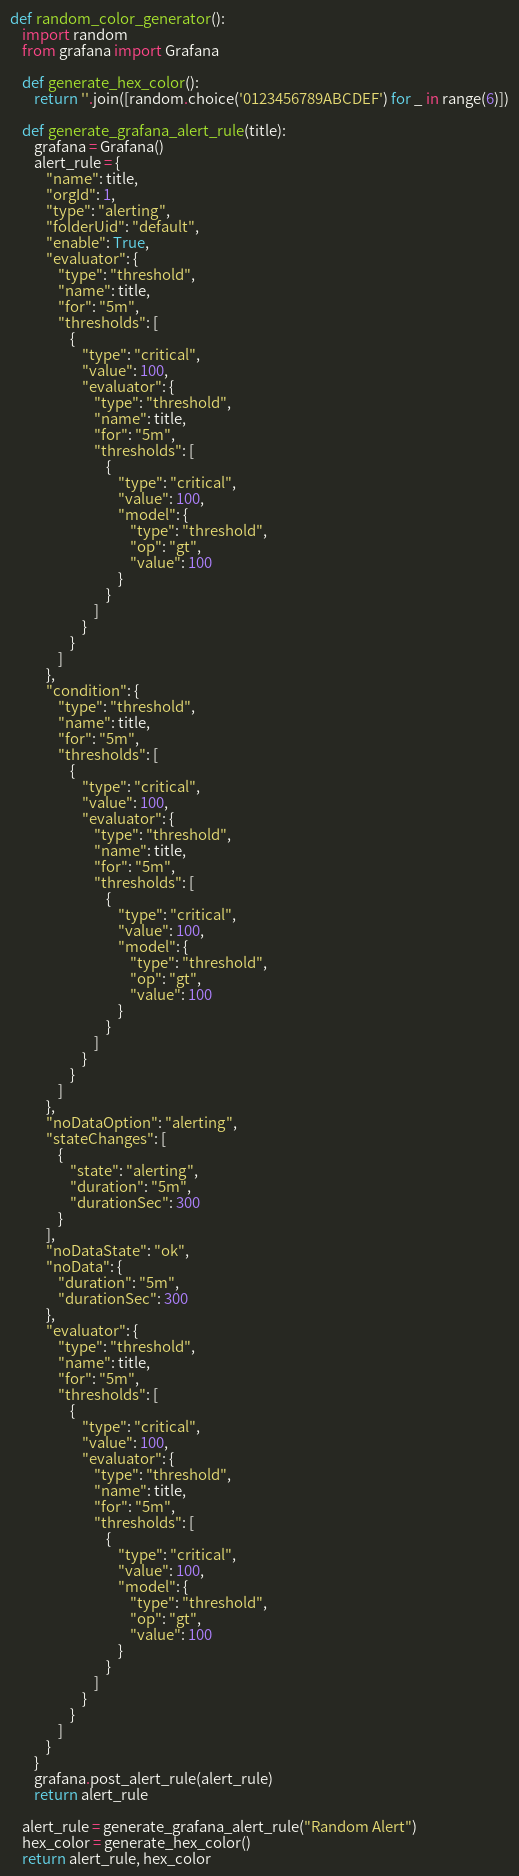 def random_color_generator():
    import random
    from grafana import Grafana

    def generate_hex_color():
        return ''.join([random.choice('0123456789ABCDEF') for _ in range(6)])

    def generate_grafana_alert_rule(title):
        grafana = Grafana()
        alert_rule = {
            "name": title,
            "orgId": 1,
            "type": "alerting",
            "folderUid": "default",
            "enable": True,
            "evaluator": {
                "type": "threshold",
                "name": title,
                "for": "5m",
                "thresholds": [
                    {
                        "type": "critical",
                        "value": 100,
                        "evaluator": {
                            "type": "threshold",
                            "name": title,
                            "for": "5m",
                            "thresholds": [
                                {
                                    "type": "critical",
                                    "value": 100,
                                    "model": {
                                        "type": "threshold",
                                        "op": "gt",
                                        "value": 100
                                    }
                                }
                            ]
                        }
                    }
                ]
            },
            "condition": {
                "type": "threshold",
                "name": title,
                "for": "5m",
                "thresholds": [
                    {
                        "type": "critical",
                        "value": 100,
                        "evaluator": {
                            "type": "threshold",
                            "name": title,
                            "for": "5m",
                            "thresholds": [
                                {
                                    "type": "critical",
                                    "value": 100,
                                    "model": {
                                        "type": "threshold",
                                        "op": "gt",
                                        "value": 100
                                    }
                                }
                            ]
                        }
                    }
                ]
            },
            "noDataOption": "alerting",
            "stateChanges": [
                {
                    "state": "alerting",
                    "duration": "5m",
                    "durationSec": 300
                }
            ],
            "noDataState": "ok",
            "noData": {
                "duration": "5m",
                "durationSec": 300
            },
            "evaluator": {
                "type": "threshold",
                "name": title,
                "for": "5m",
                "thresholds": [
                    {
                        "type": "critical",
                        "value": 100,
                        "evaluator": {
                            "type": "threshold",
                            "name": title,
                            "for": "5m",
                            "thresholds": [
                                {
                                    "type": "critical",
                                    "value": 100,
                                    "model": {
                                        "type": "threshold",
                                        "op": "gt",
                                        "value": 100
                                    }
                                }
                            ]
                        }
                    }
                ]
            }
        }
        grafana.post_alert_rule(alert_rule)
        return alert_rule

    alert_rule = generate_grafana_alert_rule("Random Alert")
    hex_color = generate_hex_color()
    return alert_rule, hex_color